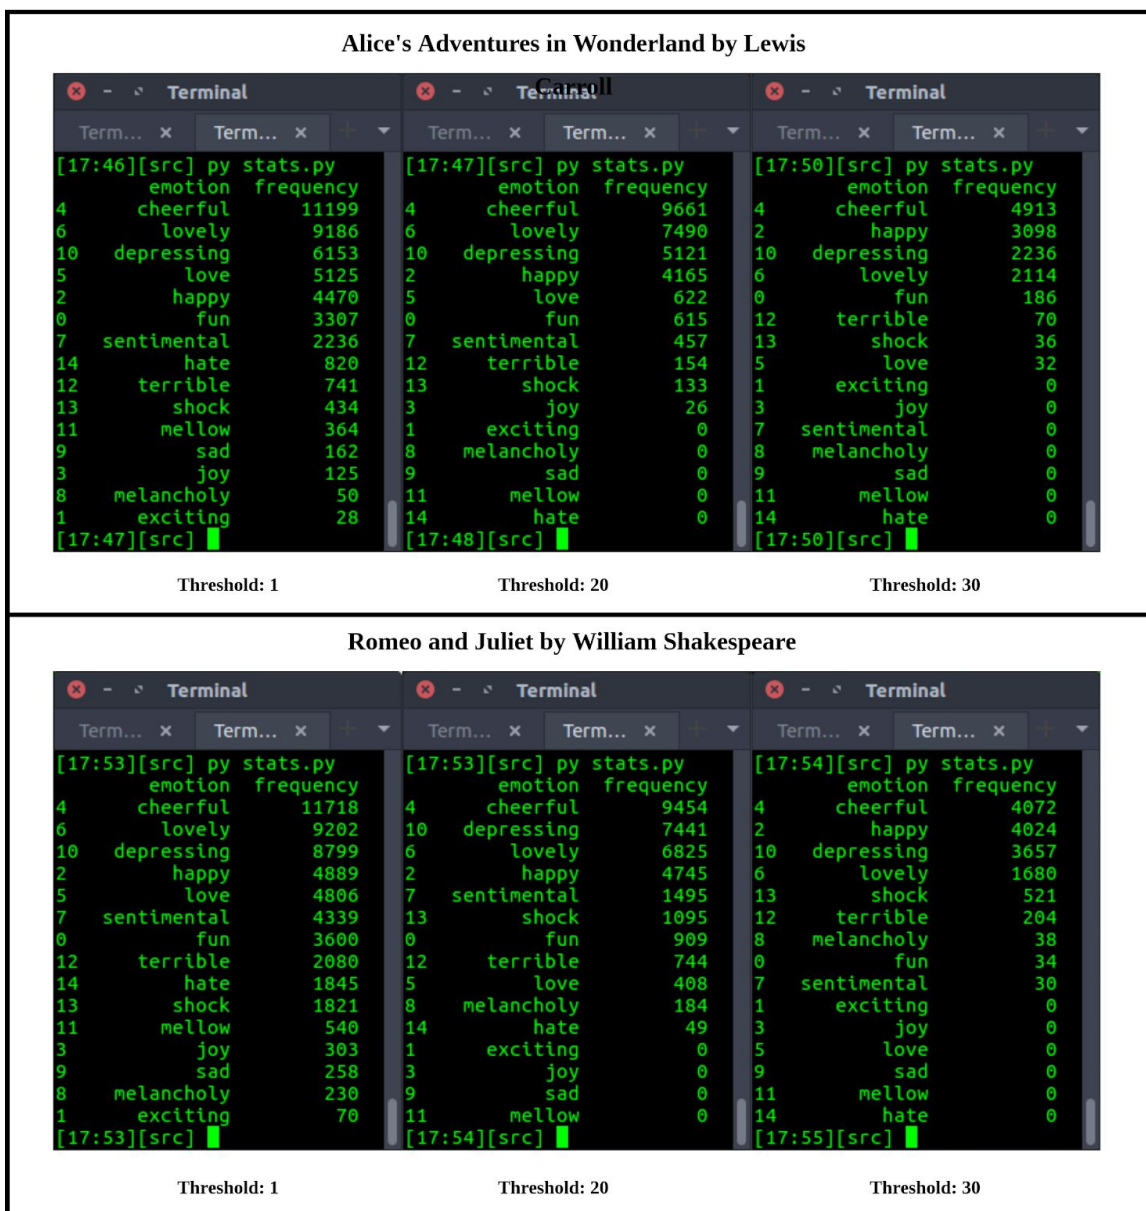 Alice's Adventures in Wonderland by Lewis
Carroll
Terminal
Term... × Term... × +
[17:46][src] py stats.py
emotion frequency
4 cheerful 11199
6 lovely 9186
10 depressing 6153
5 love 5125
2 happy 4470
0 fun 3307
7 sentimental 2236
14 hate 820
12 terrible 741
13 shock 434
11 mellow 364
9 sad 162
3 joy 125
8 melancholy 50
1 exciting 28
[17:47][src]
Threshold: 1
Terminal
Term... × Term... × +
[17:47][src] py stats.py
emotion frequency
4 cheerful 9661
6 lovely 7490
10 depressing 5121
2 happy 4165
5 love 622
0 fun 615
7 sentimental 457
12 terrible 154
13 shock 133
3 joy 26
1 exciting 0
8 melancholy 0
9 sad 0
11 mellow 0
14 hate 0
[17:48][src]
Threshold: 20
Terminal
Term... × Term... × +
[17:50][src] py stats.py
emotion frequency
4 cheerful 4913
2 happy 3098
10 depressing 2236
6 lovely 2114
0 fun 186
12 terrible 70
13 shock 36
5 love 32
1 exciting 0
3 joy 0
7 sentimental 0
8 melancholy 0
9 sad 0
11 mellow 0
14 hate 0
[17:50][src]
Threshold: 30
Romeo and Juliet by William Shakespeare
Terminal
Term... × Term... × +
[17:53][src] py stats.py
emotion frequency
4 cheerful 11718
6 lovely 9202
10 depressing 8799
2 happy 4889
5 love 4806
7 sentimental 4339
0 fun 3600
12 terrible 2080
14 hate 1845
13 shock 1821
11 mellow 540
3 joy 303
9 sad 258
8 melancholy 230
1 exciting 70
[17:53][src]
Threshold: 1
Terminal
Term... × Term... × +
[17:53][src] py stats.py
emotion frequency
4 cheerful 9454
10 depressing 7441
6 lovely 6825
2 happy 4745
7 sentimental 1495
13 shock 1095
0 fun 909
12 terrible 744
5 love 408
8 melancholy 184
14 hate 49
1 exciting 0
3 joy 0
9 sad 0
11 mellow 0
[17:54][src]
Threshold: 20
Terminal
Term... × Term... × +
[17:54][src] py stats.py
emotion frequency
4 cheerful 4072
2 happy 4024
10 depressing 3657
6 lovely 1680
13 shock 521
12 terrible 204
8 melancholy 38
0 fun 34
7 sentimental 30
1 exciting 0
3 joy 0
5 love 0
9 sad 0
11 mellow 0
14 hate 0
[17:55][src]
Threshold: 30